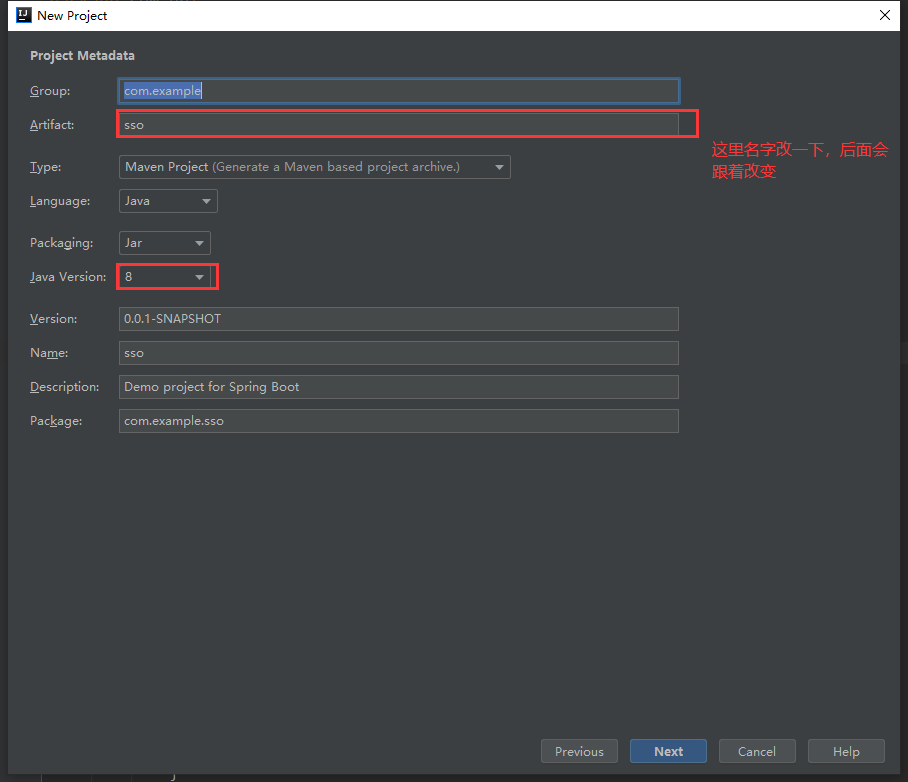 New Project
Project Metadata
Group: com.example
Artifact: sso
这里名字改一下，后面会
跟着改变
Type: Maven Project (Generate a Maven based project archive.)
Language: Java
Packaging: Jar
Java Version: 8
Version: 0.0.1-SNAPSHOT
Name: sso
Description: Demo project for Spring Boot
Package: com.example.sso
Previous Next Cancel Help